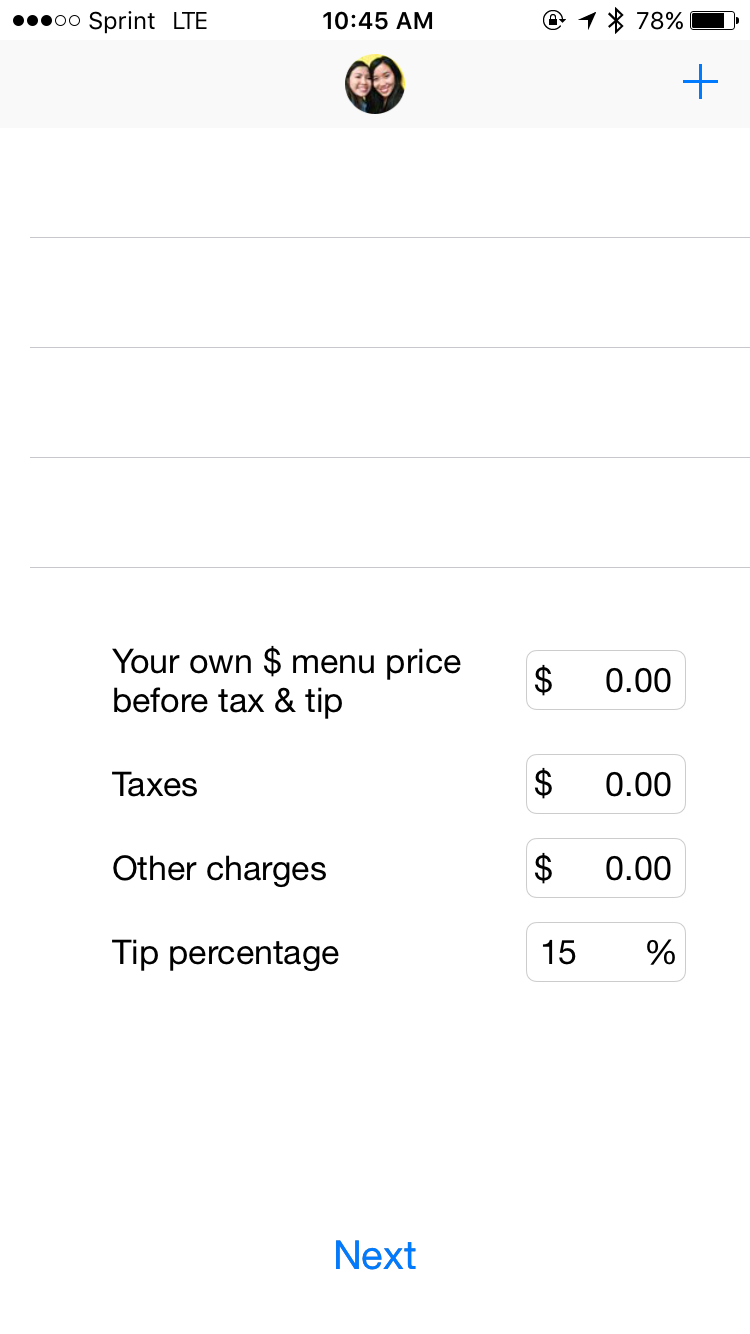 Sprint LTE 10:45 AM 78%
Your own $ menu price
before tax & tip
$ 0.00
Taxes $ 0.00
Other charges $ 0.00
Tip percentage 15 %
Next